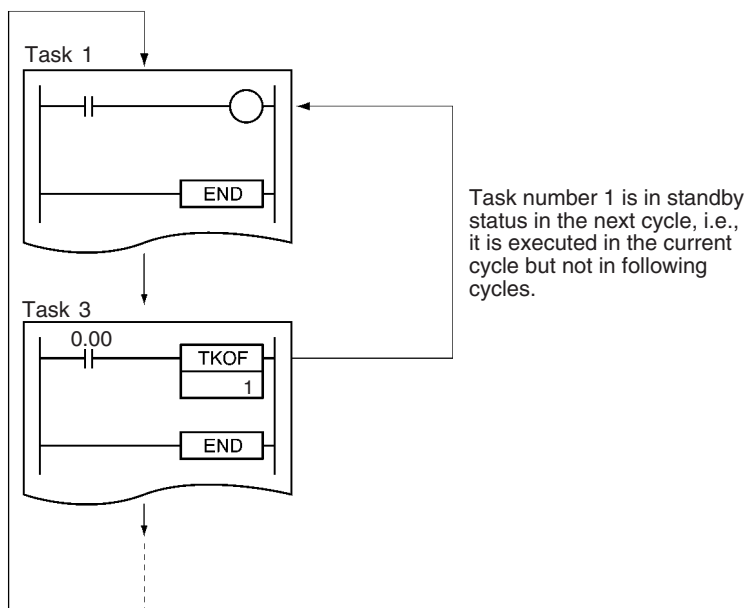 Task 1
END
Task number 1 is in standby
status in the next cycle, i.e.,
it is executed in the current
cycle but not in following
cycles.
Task 3
0.00
TKOF
1
END